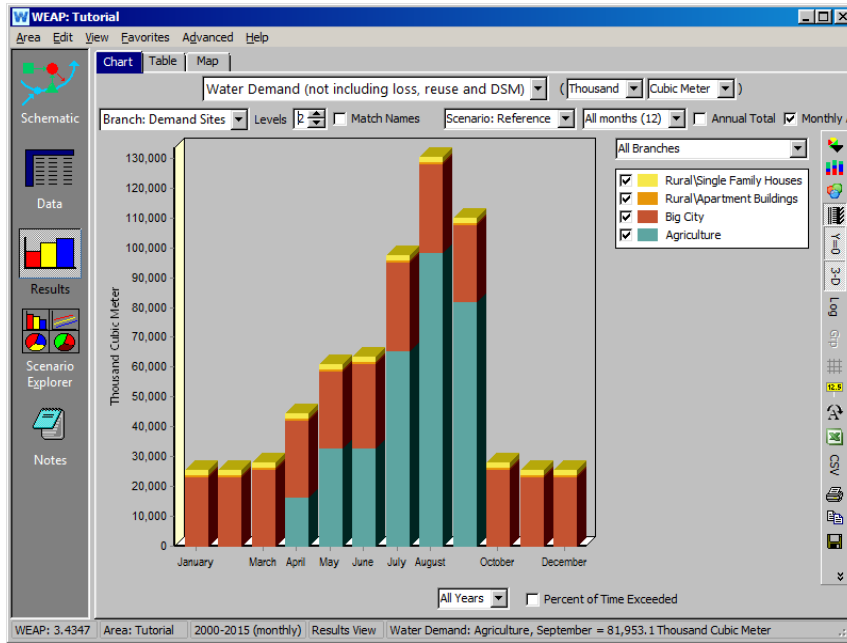 WEAP: Tutorial
Area Edit View Favorites Advanced Help
Chart Table Map
Water Demand (not including loss, reuse and DSM) ( Thousand Cubic Meter )
Branch: Demand Sites Levels 2 Match Names Scenario: Reference All months (12) Annual Total Monthly
Schematic
Data
Results
Scenario
Explorer
Notes
All Branches
Rural\Single Family Houses
Rural\Apartment Buildings
Big City
Agriculture
Thousand Cubic Meter
130,000
120,000
110,000
100,000
90,000
80,000
70,000
60,000
50,000
40,000
30,000
20,000
10,000
0
January March April May June July August October December
Y=0
3-D
Log
Grp
12.5
CSV
All Years Percent of Time Exceeded
WEAP: 3.4347 Area: Tutorial 2000-2015 (monthly) Results View Water Demand: Agriculture, September = 81,953.1 Thousand Cubic Meter